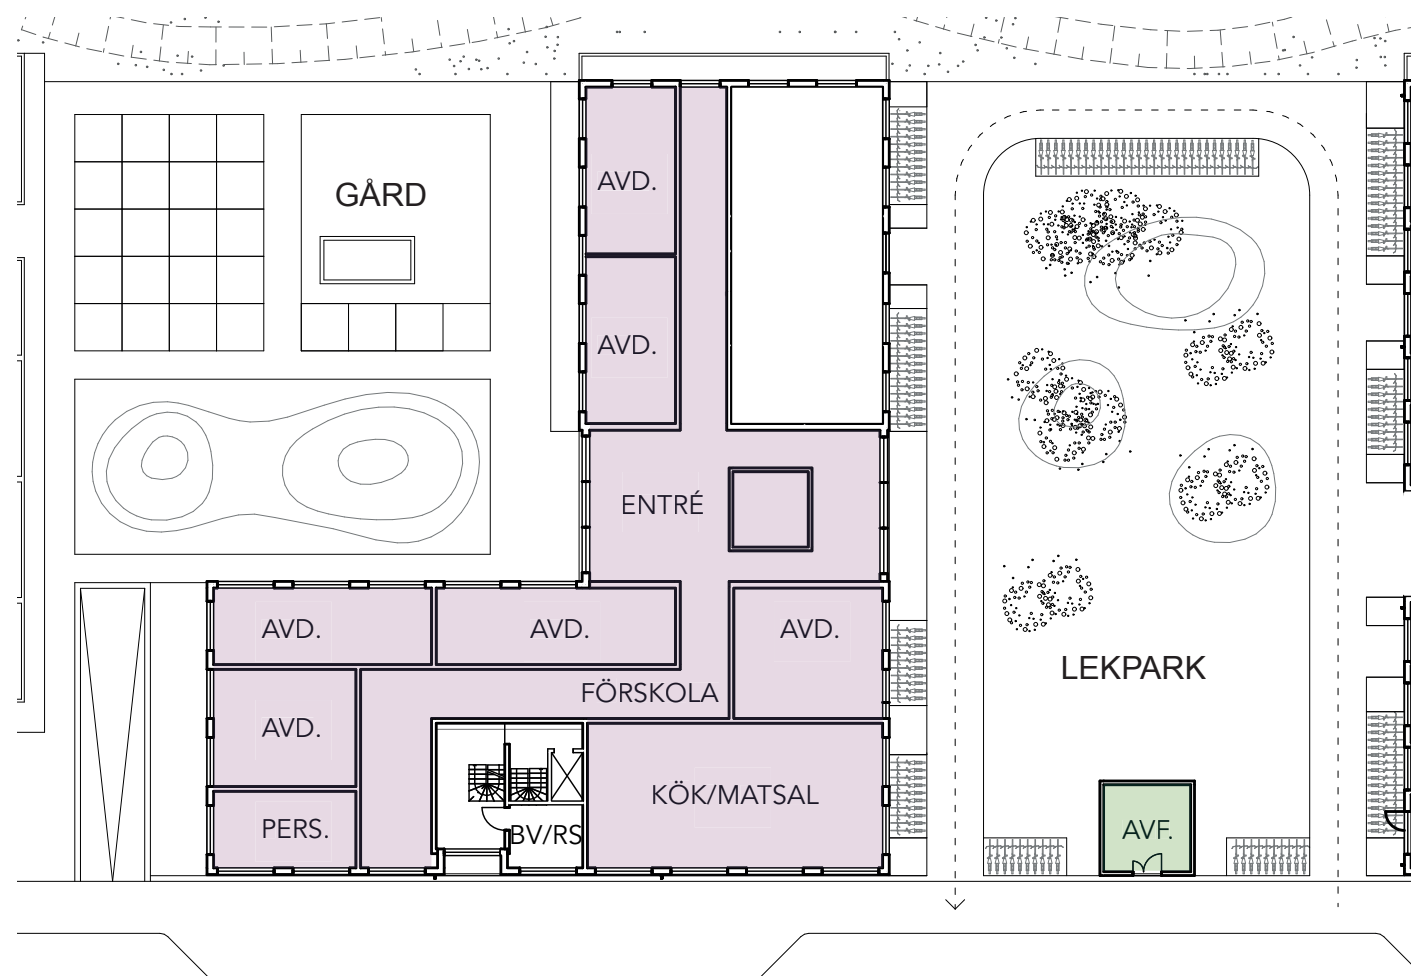 AVD.
GÅRD
AVD.
ENTRÉ
AVD.
AVD.
AVD.
LEKPARK
FÖRSKOLA
AVD.
KÖK/MATSAL
PERS.
BV/RS
AVF.